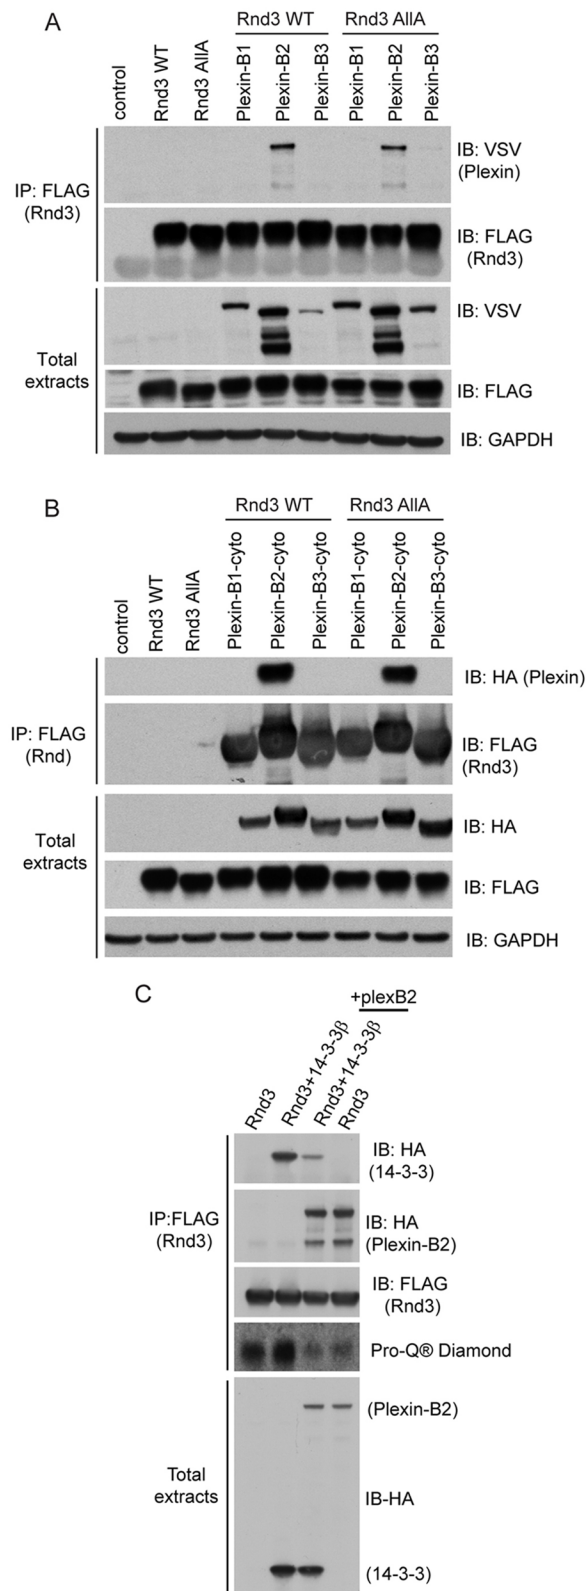 A
Rnd3 WT
Rnd3 AllA
control
Rnd3 WT
Rnd3 AllA
Plexin-B1
Plexin-B2
Plexin-B3
Plexin-B1
Plexin-B2
Plexin-B3
IP: FLAG
(Rnd3)
IB: VSV
(Plexin)
IB: FLAG
(Rnd3)
Total
extracts
IB: VSV
IB: FLAG
IB: GAPDH
B
Rnd3 WT
Rnd3 AllA
control
Rnd3 WT
Rnd3 AllA
Plexin-B1-cyto
Plexin-B2-cyto
Plexin-B3-cyto
Plexin-B1-cyto
Plexin-B2-cyto
Plexin-B3-cyto
IP: FLAG
(Rnd)
IB: HA (Plexin)
IB: FLAG
(Rnd3)
Total
extracts
IB: HA
IB: FLAG
IB: GAPDH
C
+plexB2
Rnd3
Rnd3+14-3-3β
Rnd3+14-3-3β
Rnd3
IP:FLAG
(Rnd3)
IB: HA
(14-3-3)
IB: HA
(Plexin-B2)
IB: FLAG
(Rnd3)
Pro-Q® Diamond
Total
extracts
(Plexin-B2)
IB-HA
(14-3-3)